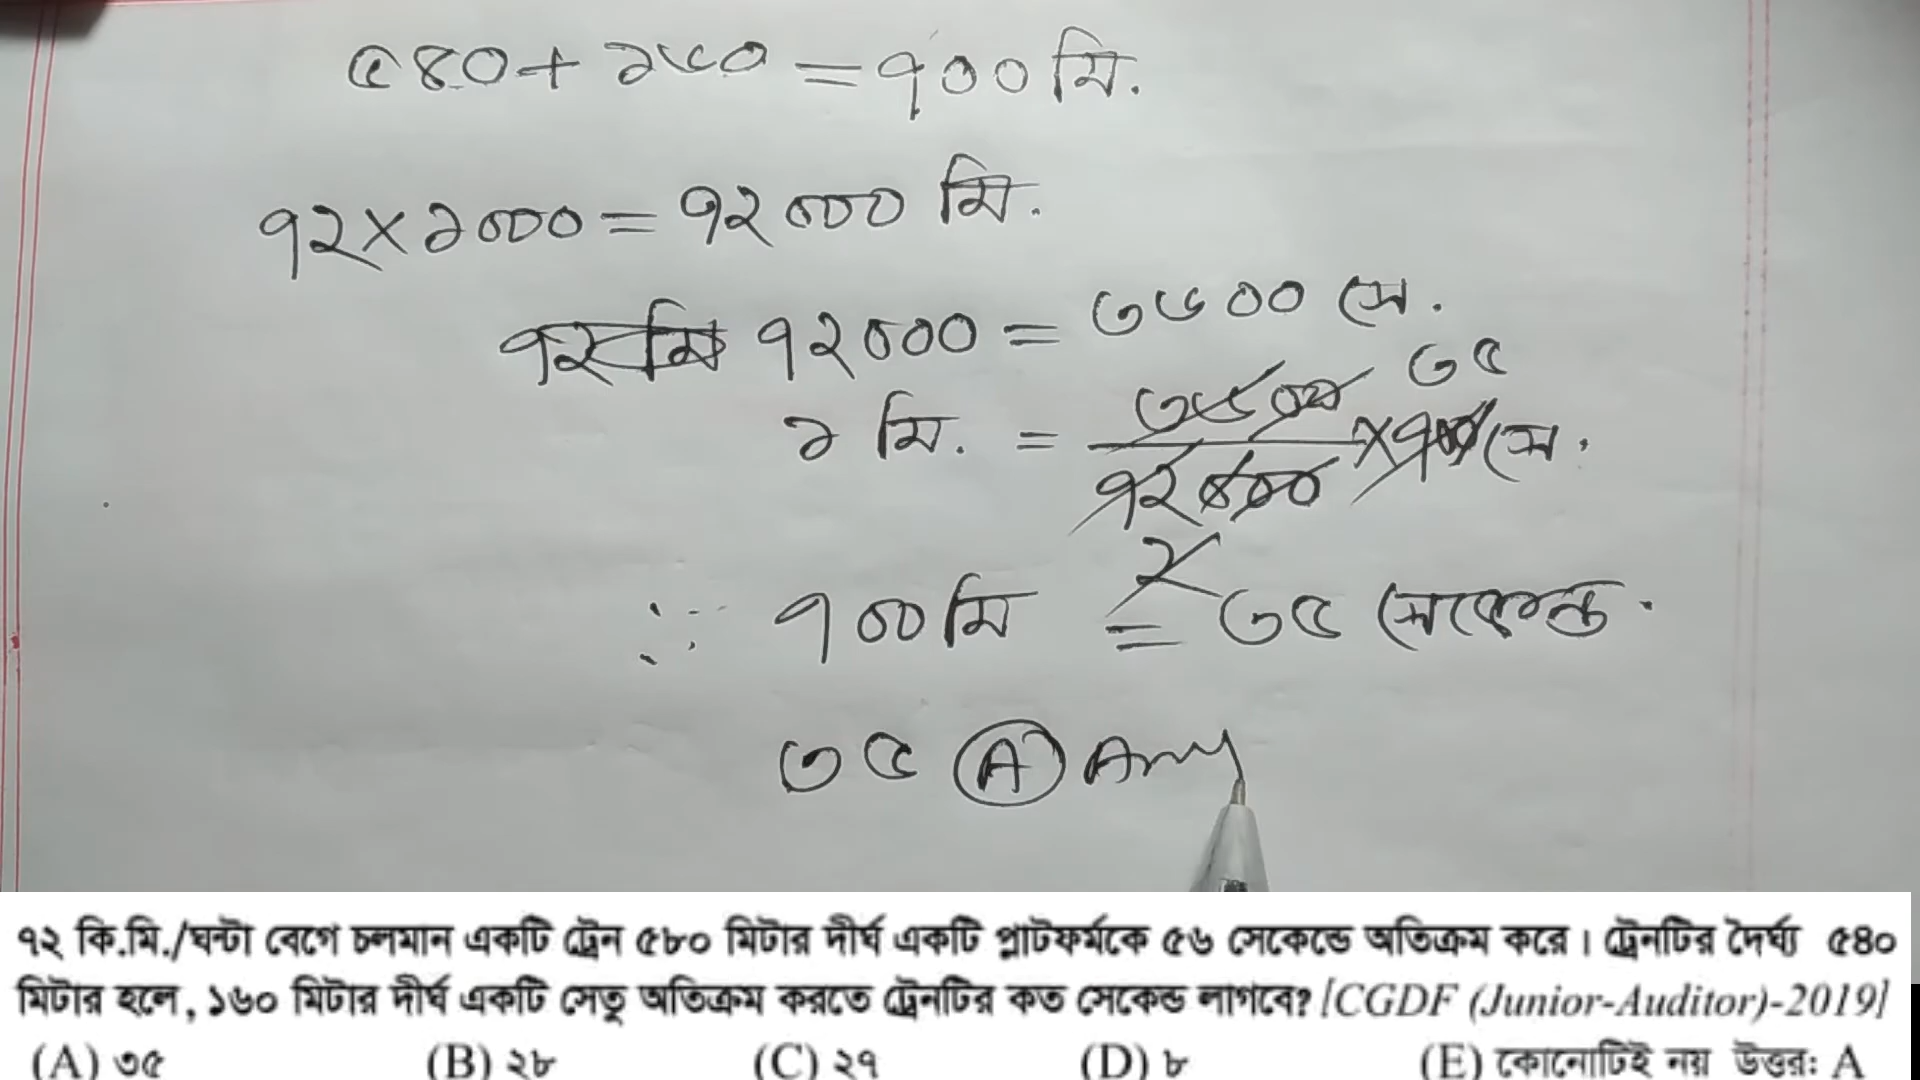 ৫৪০ + ১৬০ = ৭০০ মি.
৭২ × ১০০০ = ৭২০০০ মি.
৭২০০০ = ৩৬০০ সে.
১ মি. = ৩৬০০/৭২০০০ × ৭০০ সে. ৩৫
২
∴ ৭০০ মি = ৩৫ সেকেন্ড.
৩৫ (A) Ans
৭২ কি.মি./ঘন্টা বেগে চলমান একটি ট্রেন ৫৮০ মিটার দীর্ঘ একটি প্লাটফর্মকে ৫৬ সেকেন্ডে অতিক্রম করে। ট্রেনটির দৈর্ঘ্য ৫৪০
মিটার হলে, ১৬০ মিটার দীর্ঘ একটি সেতু অতিক্রম করতে ট্রেনটির কত সেকেন্ড লাগবে? [CGDF (Junior-Auditor)-2019]
(A) ৩৫ (B) ২৮ (C) ২৭ (D) ৮ (E) কোনোটিই নয় উত্তরঃ A